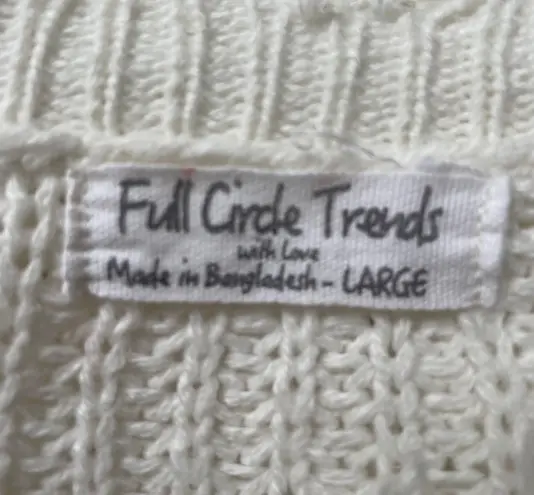 Full Circle Trends
with Love
Made in Bangladesh - LARGE